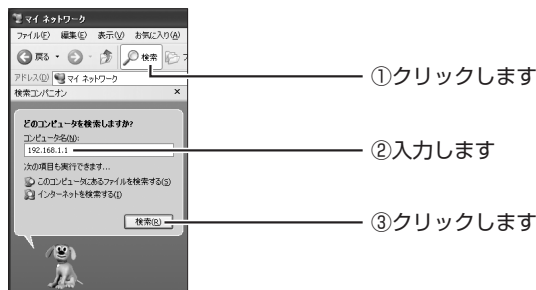 マイ ネットワーク
ファイル(F) 編集(E) 表示(V) お気に入り(A)
戻る 検索 フ
アドレス(D) マイ ネットワーク
検索コンパニオン ×
どのコンピュータを検索しますか?
コンピュータ名(N):
192.168.1.1
次の項目も実行できます...
このコンピュータにあるファイルを検索する(S)
インターネットを検索する(I)
検索(R)
①クリックします
②入力します
③クリックします